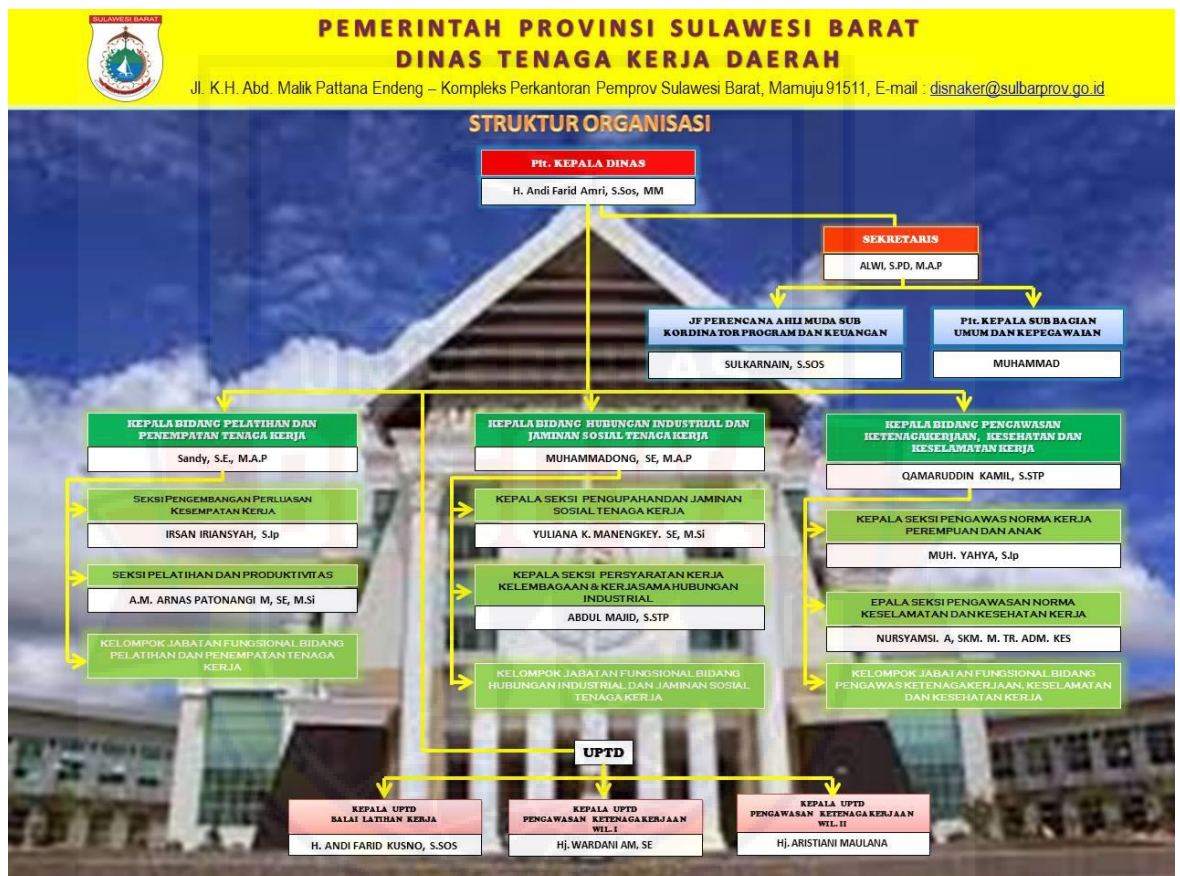 SULAWESI BARAT
PEMERINTAH PROVINSI SULAWESI BARAT
DINAS TENAGA KERJA DAERAH
Jl. K.H. Abd. Malik Pattana Endeng – Kompleks Perkantoran Pemprov Sulawesi Barat, Mamuju 91511, E-mail : disnaker@sulbarprov.go.id
STRUKTUR ORGANISASI
Plt. KEPALA DINAS
H. Andi Farid Amri, S.Sos, MM
SEKRETARIS
ALWI, S.PD, M.A.P
JF PERENCANA AHLI MUDA SUB
KORDINATOR PROGRAM DAN KEUANGAN
SULKARNAIN, S.SOS
Plt. KEPALA SUB BAGIAN
UMUM DAN KEPEGAWAIAN
MUHAMMAD
KEPALA BIDANG PELATIHAN DAN
PENEMPATAN TENAGA KERJA
Sandy, S.E., M.A.P
SEKSI PENGEMBANGAN PERLUASAN
KESEMPATAN KERJA
IRSAN IRIANSYAH, S.Ip
SEKSI PELATIHAN DAN PRODUKTIVITAS
A.M. ARNAS PATONANGI M, SE, M.Si
KELOMPOK JABATAN FUNGSIONAL BIDANG
PELATIHAN DAN PENEMPATAN TENAGA
KERJA
KEPALA BIDANG HUBUNGAN INDUSTRIAL DAN
JAMINAN SOSIAL TENAGA KERJA
MUHAMMADONG, SE, M.A.P
KEPALA SEKSI PENGUPAHANDAN JAMINAN
SOSIAL TENAGA KERJA
YULIANA K. MANENGKEY. SE, M.Si
KEPALA SEKSI PERSYARATAN KERJA
KELEMBAGAAN & KERJASAMA HUBUNGAN
INDUSTRIAL
ABDUL MAJID, S.STP
KELOMPOK JABATAN FUNGSIONAL BIDANG
HUBUNGAN INDUSTRIAL DAN JAMINAN SOSIAL
TENAGA KERJA
KEPALA BIDANG PENGAWASAN
KETENAGAKERJAAN, KESEHATAN DAN
KESELAMATAN KERJA
QAMARUDDIN KAMIL, S.STP
KEPALA SEKSI PENGAWAS NORMA KERJA
PEREMPUAN DAN ANAK
MUH. YAHYA, S.Ip
EPALA SEKSI PENGAWASAN NORMA
KESELAMATAN DAN KESEHATAN KERJA
NURSYAMSI. A, SKM. M. TR. ADM. KES
KELOMPOK JABATAN FUNGSIONAL BIDANG
PENGAWAS KETENAGAKERJAAN, KESELAMATAN
DAN KESEHATAN KERJA
UPTD
KEPALA UPTD
BALAI LATIHAN KERJA
H. ANDI FARID KUSNO, S.SOS
KEPALA UPTD
PENGAWASAN KETENAGAKERJAAN
WIL. I
Hj. WARDANI AM, SE
KEPALA UPTD
PENGAWASAN KETENAGAKERJAAN
WIL. II
Hj. ARISTIANI MAULANA